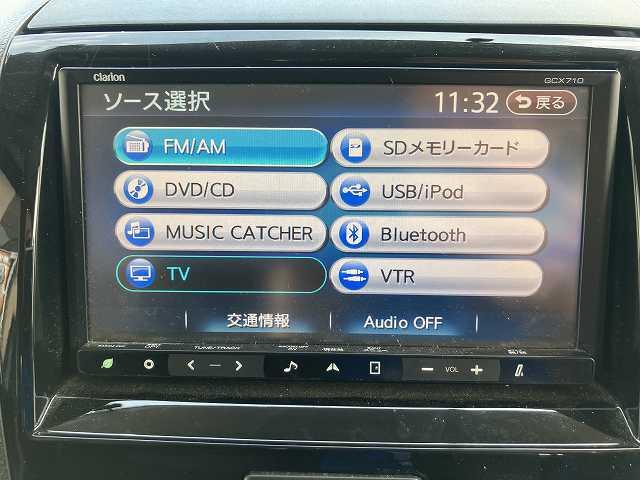 Clarion
GCX710
ソース選択
11:32
戻る
FM/AM
SDメモリーカード
DVD/CD
USB/iPod
MUSIC CATCHER
Bluetooth
TV
VTR
交通情報
Audio OFF
TUNE/TRACK
VOL